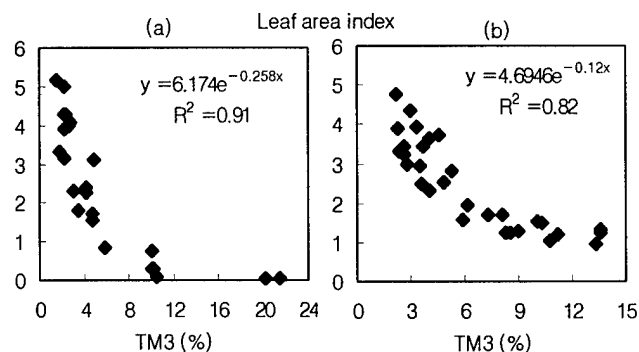 Leaf area index
(a)
6
5
4
3
2
1
0
y = 6.174e^-0.258x
R² = 0.91
0 4 8 12 16 20 24
TM3 (%)
(b)
6
5
4
3
2
1
0
y = 4.6946e^-0.12x
R² = 0.82
0 3 6 9 12 15
TM3 (%)